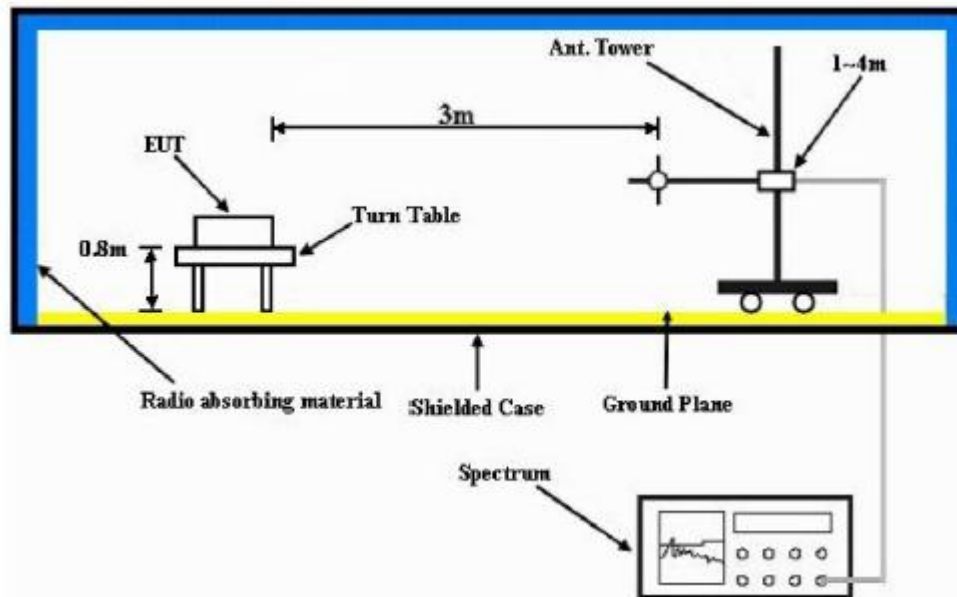 Ant. Tower
1~4m
3m
EUT
Turn Table
0.8m
Radio absorbing material
Shielded Case
Ground Plane
Spectrum